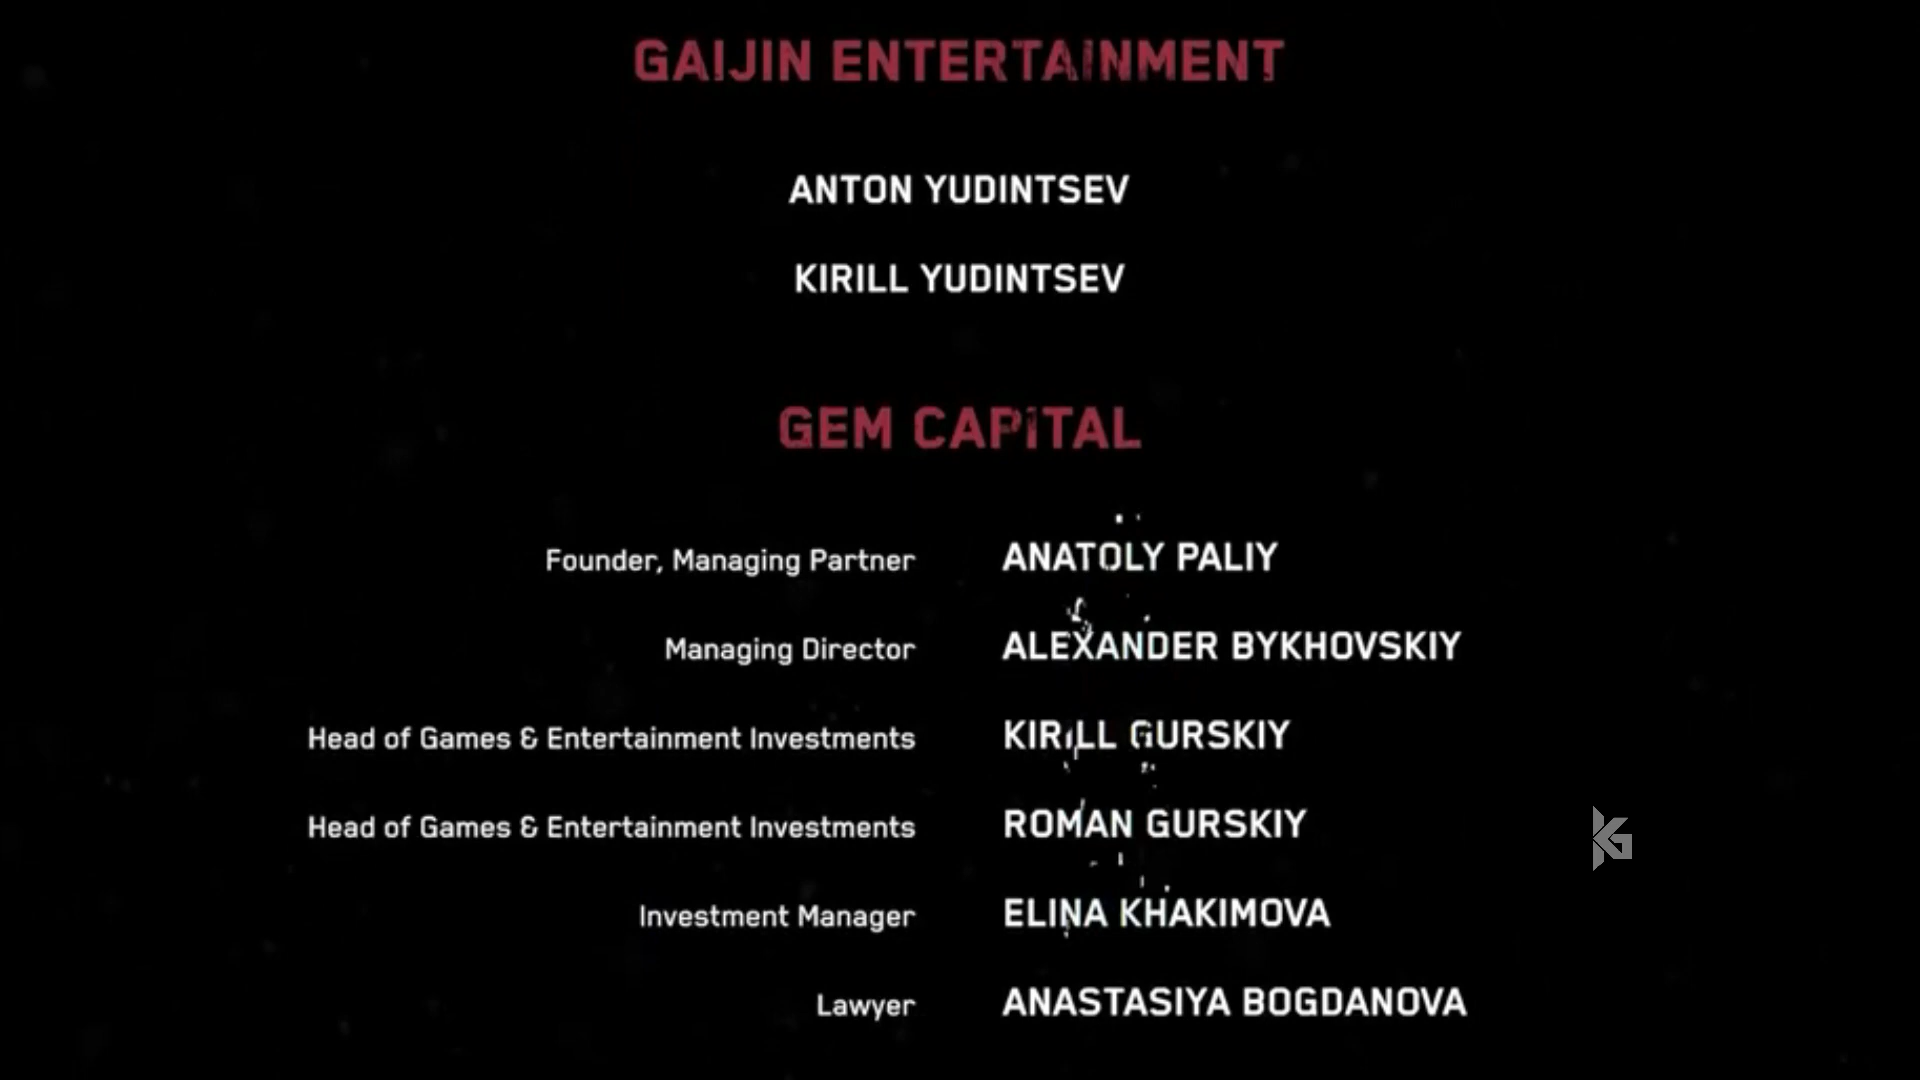 GAIJIN ENTERTAINMENT
ANTON YUDINTSEV
KIRILL YUDINTSEV
GEM CAPITAL
Founder, Managing Partner ANATOLY PALIY
Managing Director ALEXANDER BYKHOVSKIY
Head of Games & Entertainment Investments KIRILL GURSKIY
Head of Games & Entertainment Investments ROMAN GURSKIY
Investment Manager ELINA KHAKIMOVA
Lawyer ANASTASIYA BOGDANOVA
KG